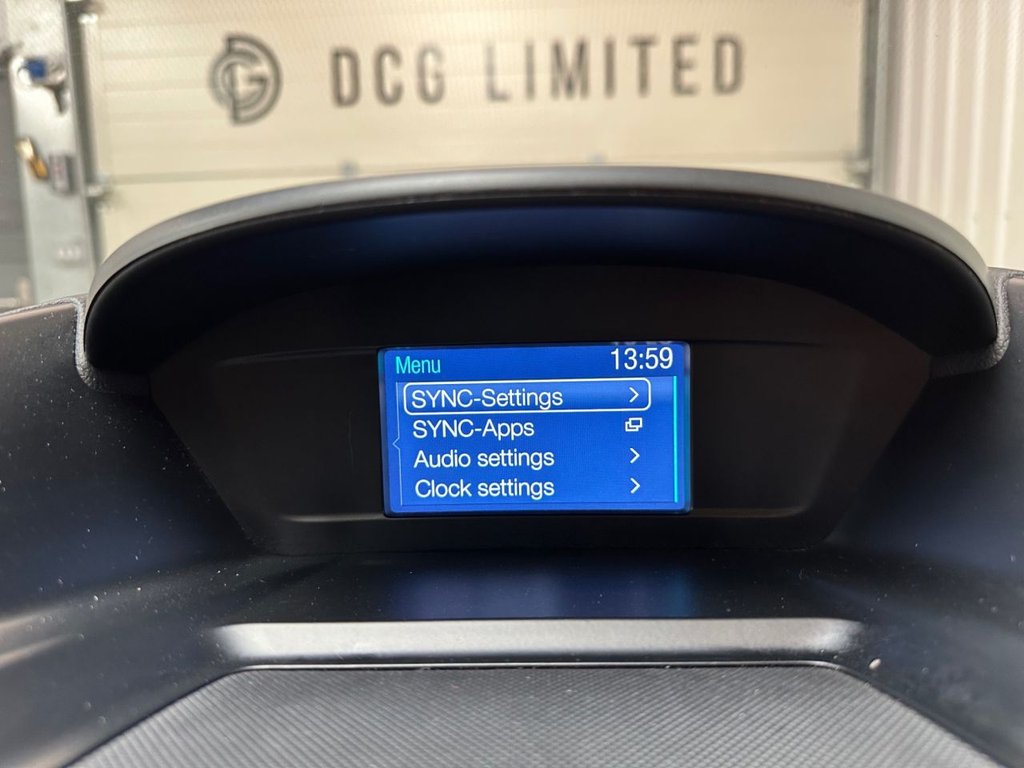 DCG LIMITED
Menu 13:59
SYNC-Settings
SYNC-Apps
Audio settings
Clock settings